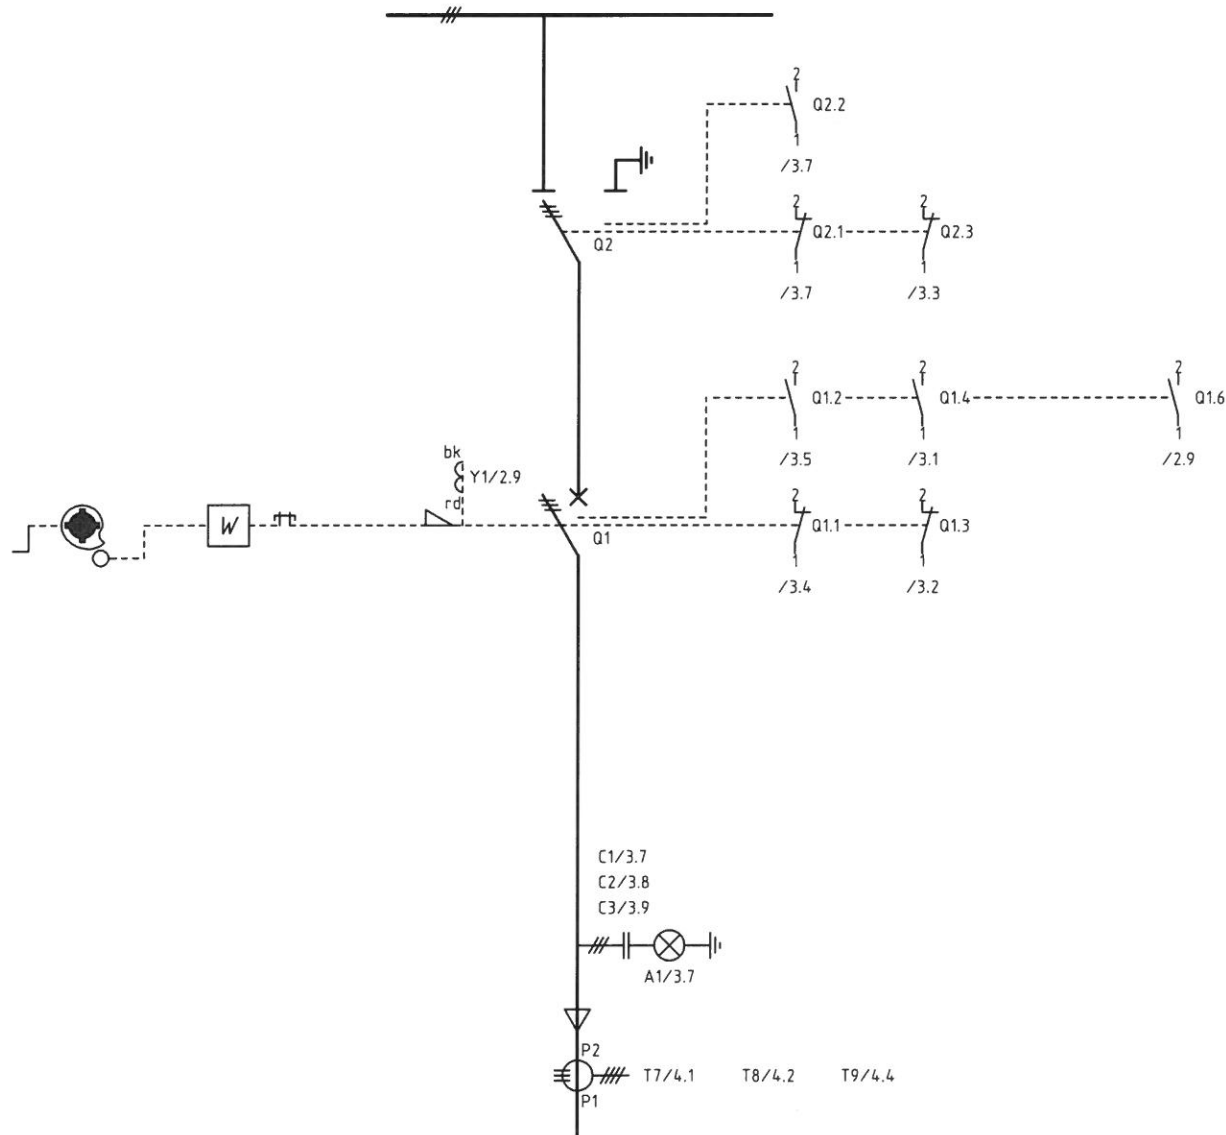 2
Q2.2
1
/3.7
2
2
Q2.1
Q2.3
Q2
1
1
/3.7
/3.3
2
2
2
Q1.2
Q1.4
Q1.6
1
1
1
/3.5
/3.1
/2.9
bk
Y1/2.9
rd
2
2
W
Q1
Q1.1
Q1.3
1
1
/3.4
/3.2
C1/3.7
C2/3.8
C3/3.9
A1/3.7
P2
T7/4.1 T8/4.2 T9/4.4
P1